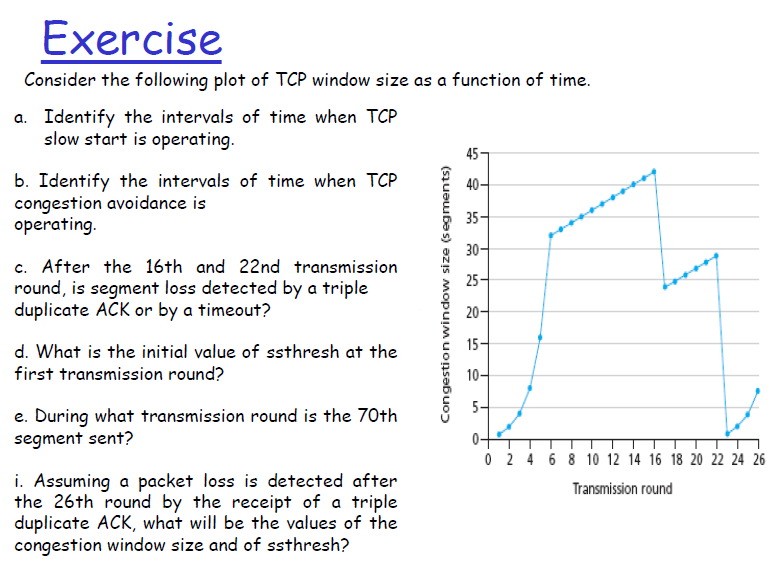 Exercise
Consider the following plot of TCP window size as a function of time.
a. Identify the intervals of time when TCP
slow start is operating.
b. Identify the intervals of time when TCP
congestion avoidance is
operating.
c. After the 16th and 22nd transmission
round, is segment loss detected by a triple
duplicate ACK or by a timeout?
d. What is the initial value of ssthresh at the
first transmission round?
e. During what transmission round is the 70th
segment sent?
i. Assuming a packet loss is detected after
the 26th round by the receipt of a triple
duplicate ACK, what will be the values of the
congestion window size and of ssthresh?
Congestion window size (segments)
45
40
35
30
25
20
15
10
5
0
0 2 4 6 8 10 12 14 16 18 20 22 24 26
Transmission round